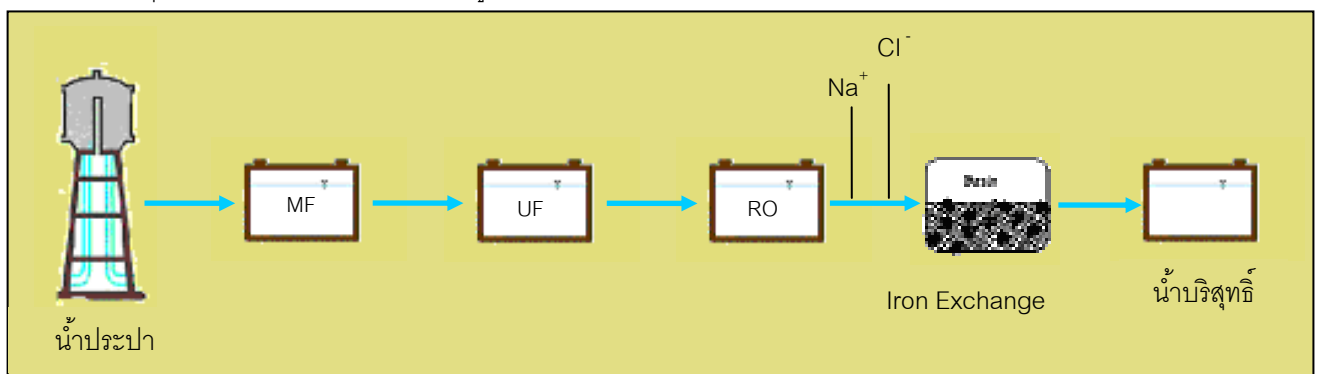 Cl⁻
Na⁺
MF
UF
RO
Resin
Iron Exchange
น้ำบริสุทธิ์
น้ำประปา